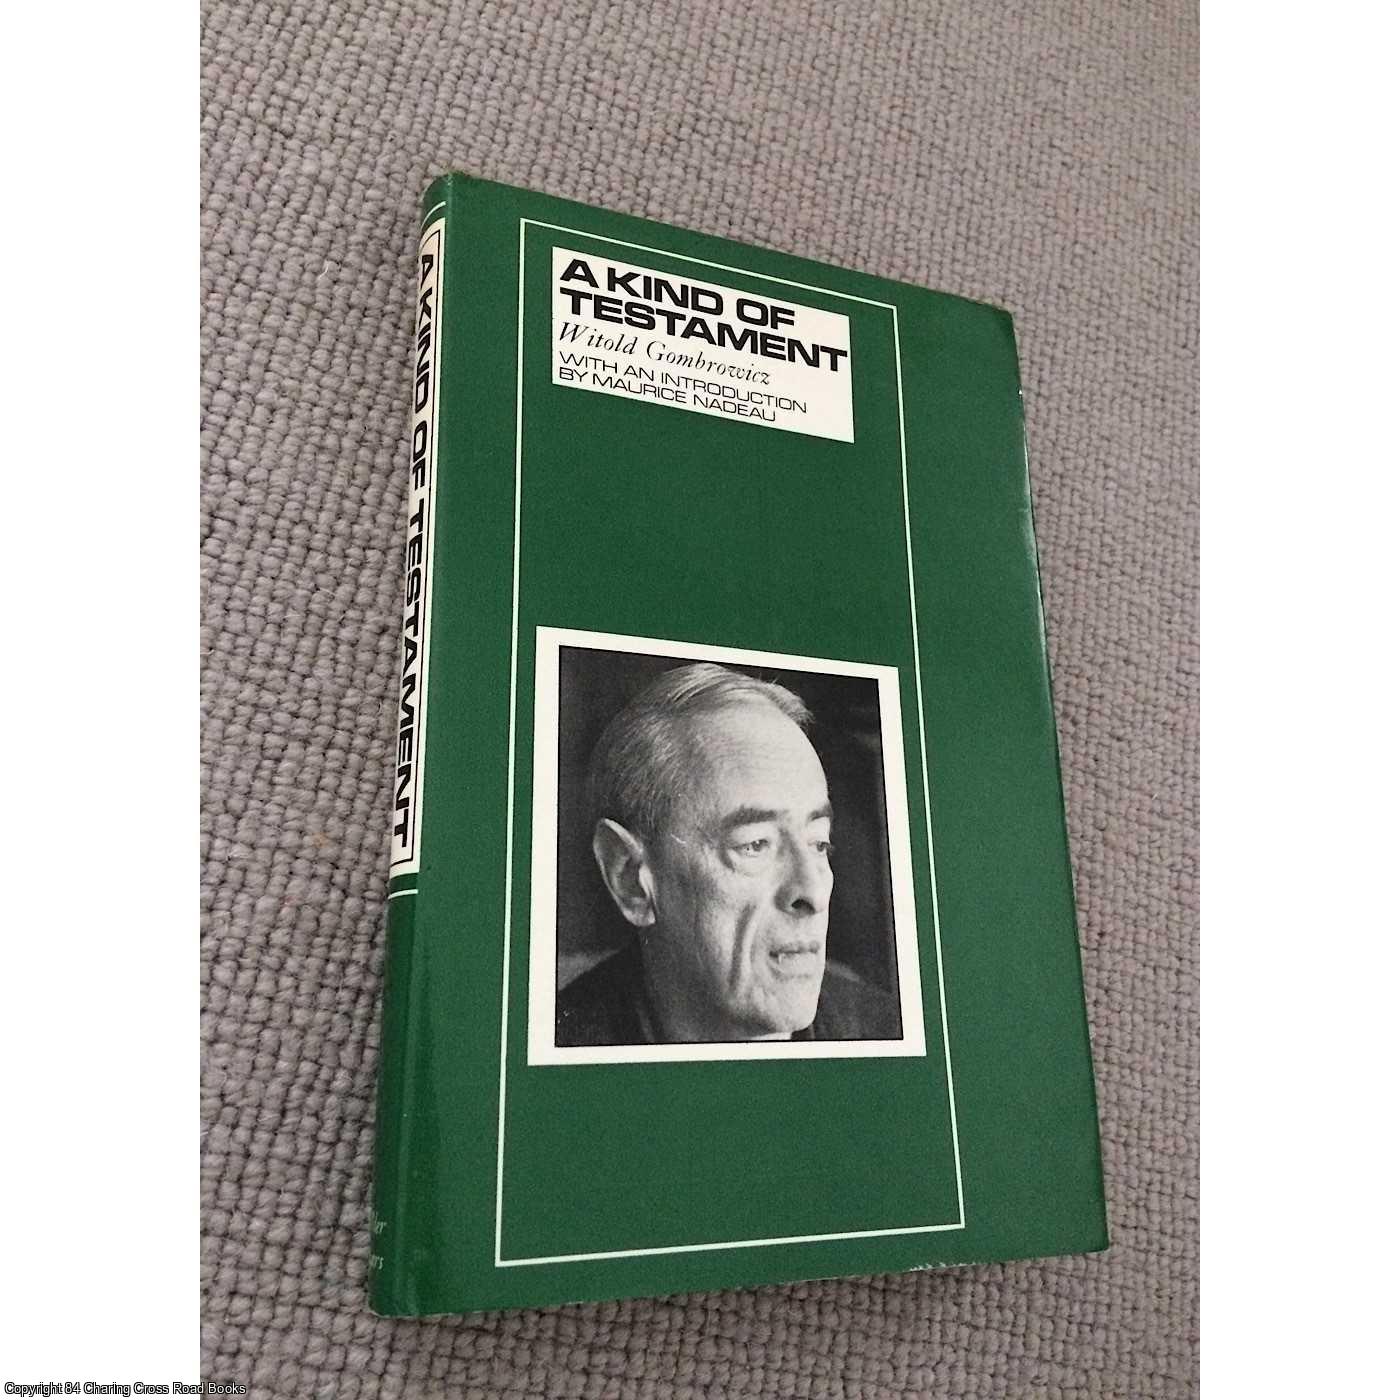 A KIND OF
TESTAMENT
Witold Gombrowicz
WITH AN INTRODUCTION
BY MAURICE NADEAU
A KIND OF TESTAMENT
Copyright 84 Charing Cross Road Books